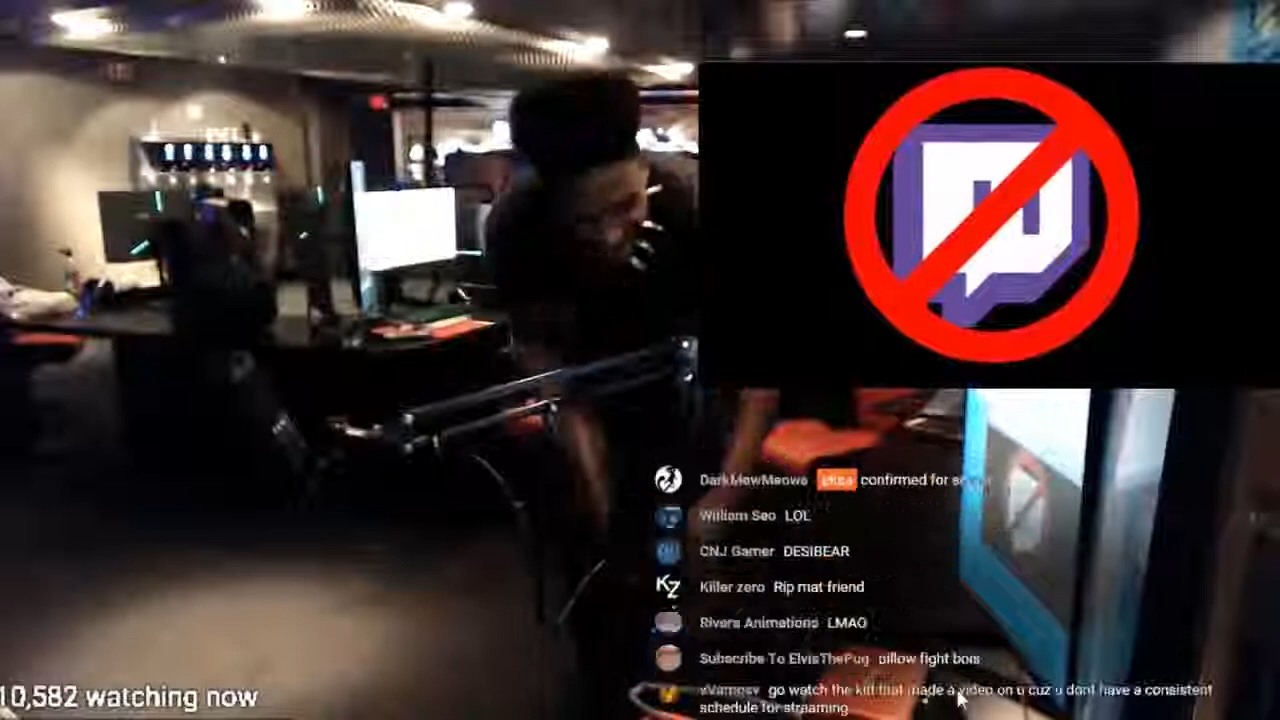 DarkMewMeows confirmed for
William Seo LOL
CNJ Gamer DESIBEAR
KZ
Killer zero Rip mat friend
Rivers Animations LMAO
Subscribe To ElvisThePug pillow fight bois
go watch the kid that made a video on u cuz u dont have a consistent
schedule for streaming
10,582 watching now